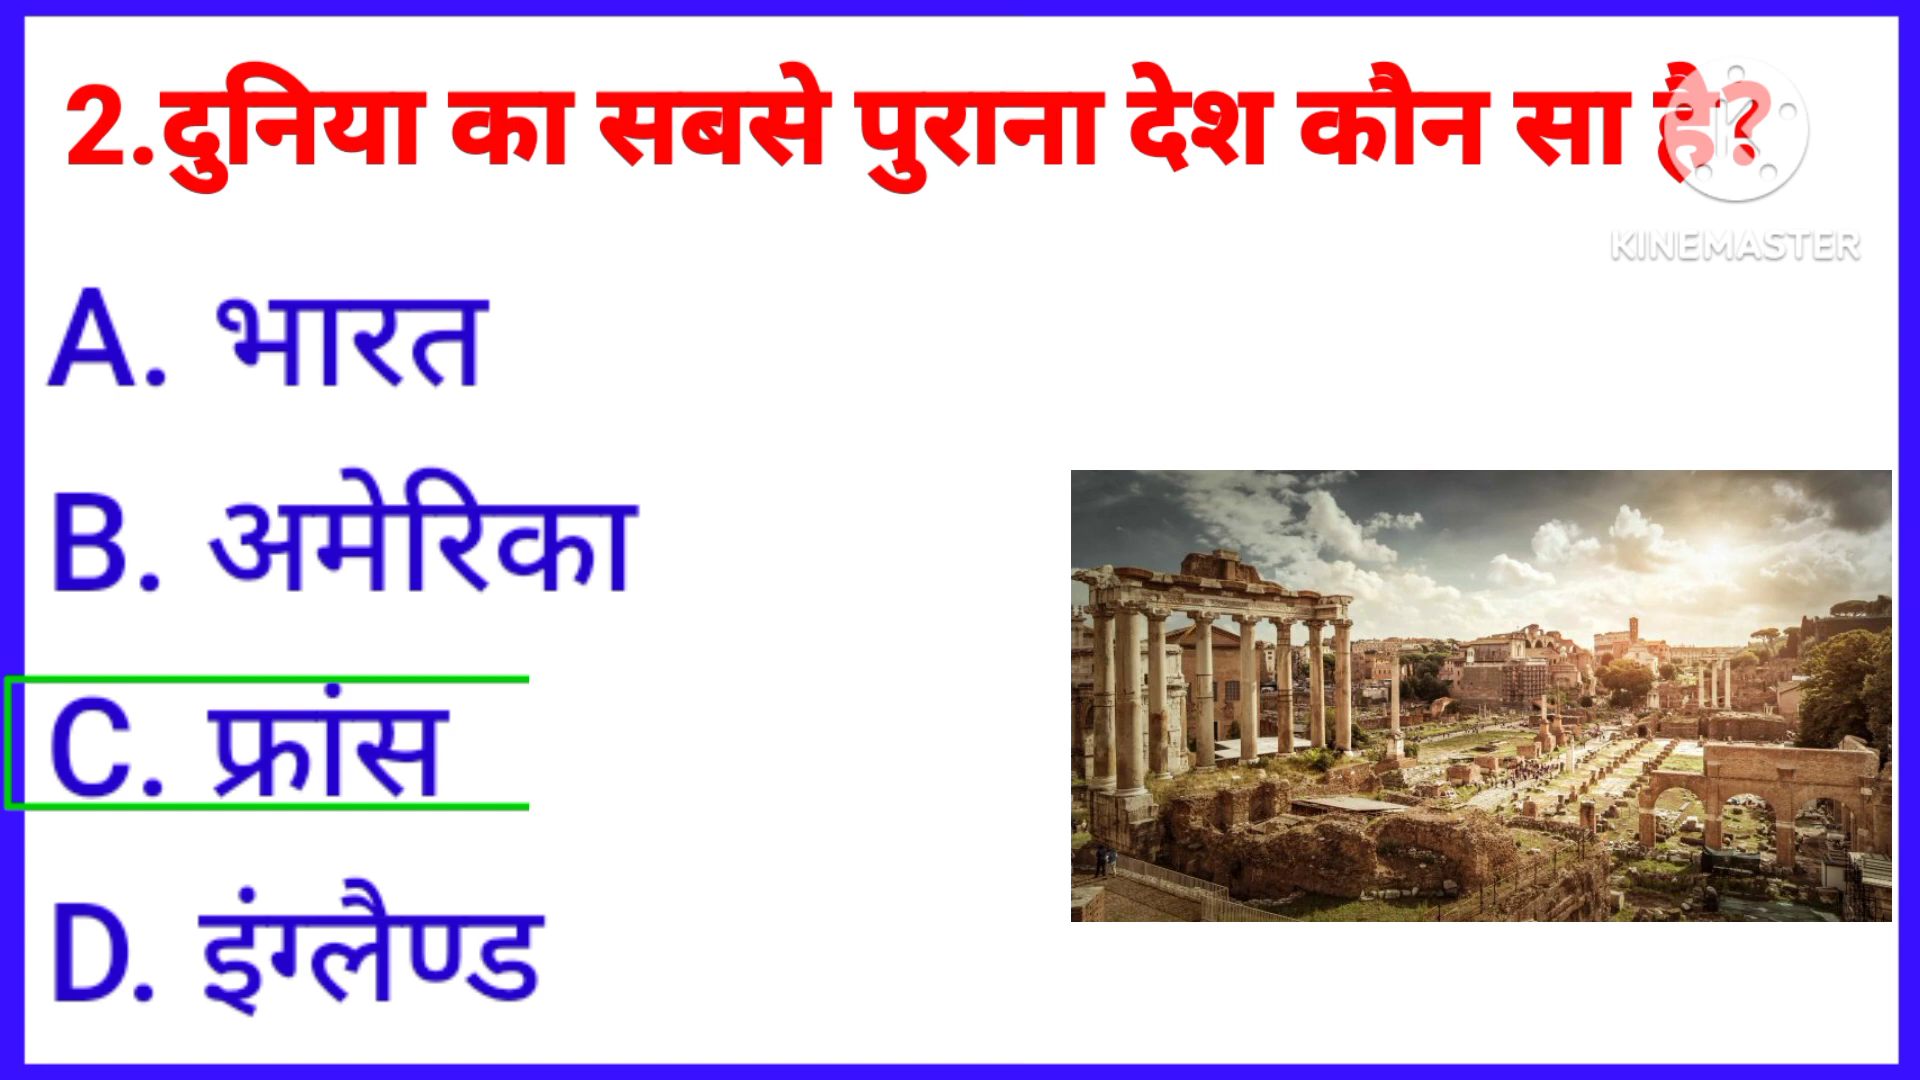 2.दुनिया का सबसे पुराना देश कौन सा है?
KINEMASTER
A. भारत
B. अमेरिका
C. फ्रांस
D. इंग्लैण्ड